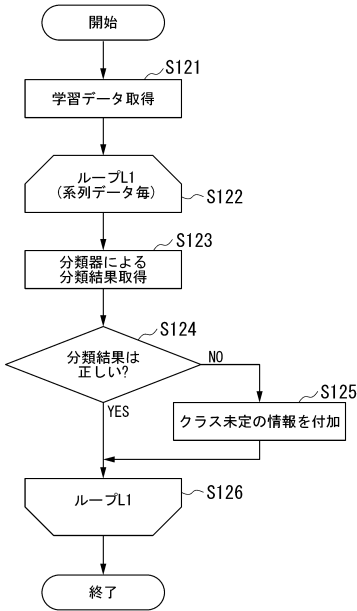 開始
S121
学習データ取得
ループL1
(系列データ毎)
S122
S123
分類器による
分類結果取得
S124
分類結果は
正しい?
NO
YES
S125
クラス未定の情報を付加
ループL1
S126
終了